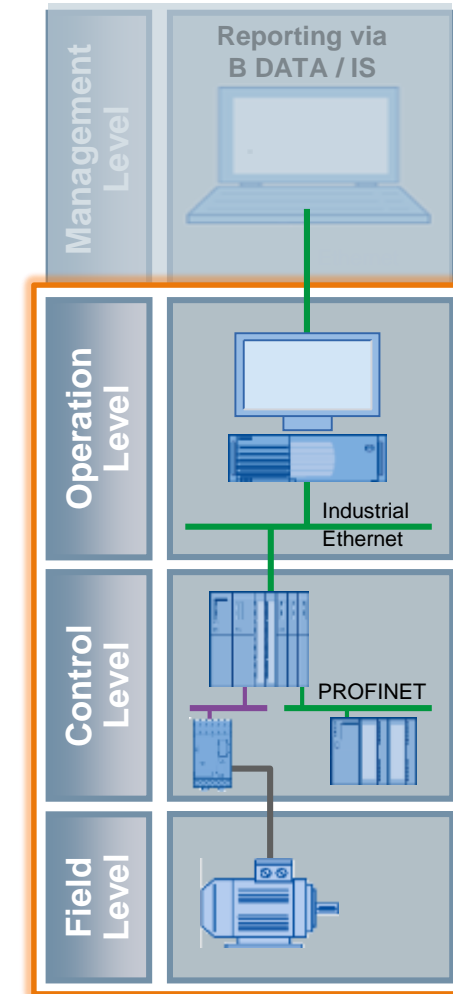 Management
Level
Reporting via
B DATA / IS
Operation
Level
Industrial
Ethernet
Control
Level
PROFINET
Field
Level